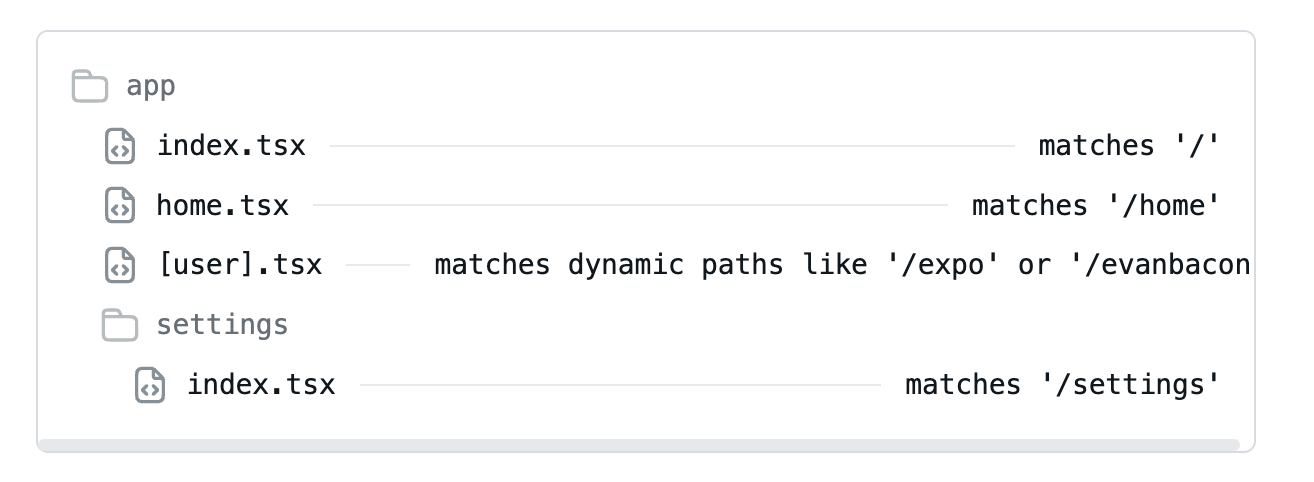 app
index.tsx matches '/'
home.tsx matches '/home'
[user].tsx matches dynamic paths like '/expo' or '/evanbacon
settings
index.tsx matches '/settings'